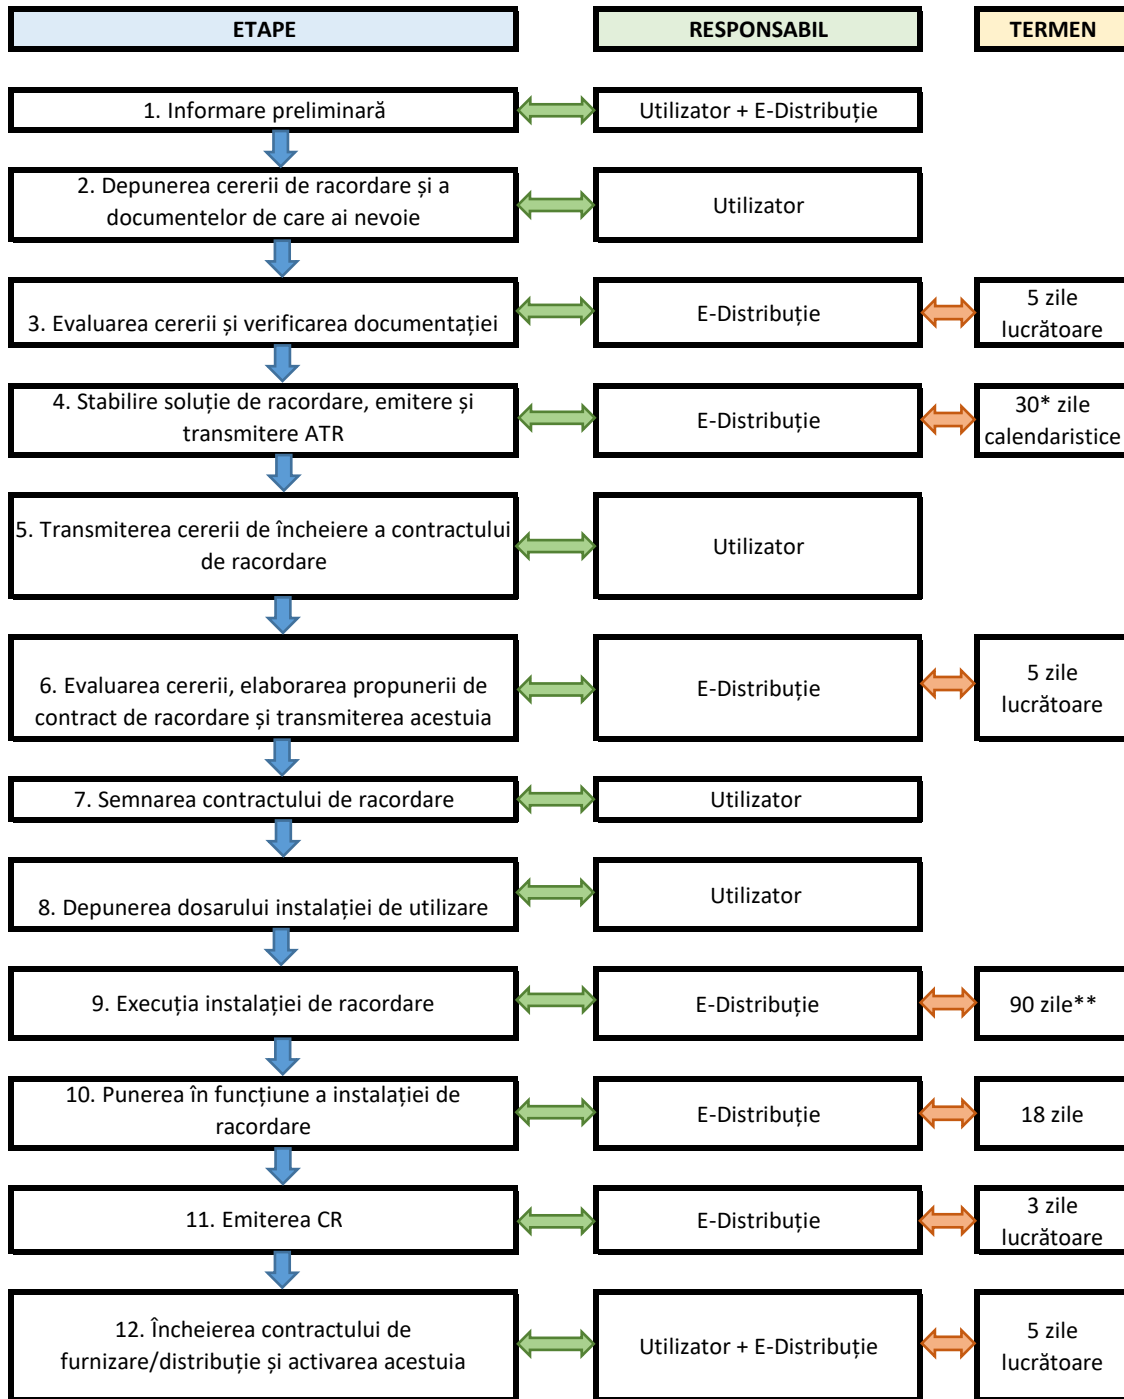 ETAPE
RESPONSABIL
TERMEN
1. Informare preliminară
Utilizator + E-Distribuție
2. Depunerea cererii de racordare și a
documentelor de care ai nevoie
Utilizator
3. Evaluarea cererii și verificarea documentației
E-Distribuție
5 zile
lucrătoare
4. Stabilire soluție de racordare, emitere și
transmitere ATR
E-Distribuție
30* zile
calendaristice
5. Transmiterea cererii de încheiere a contractului
de racordare
Utilizator
6. Evaluarea cererii, elaborarea propunerii de
contract de racordare și transmiterea acestuia
E-Distribuție
5 zile
lucrătoare
7. Semnarea contractului de racordare
Utilizator
8. Depunerea dosarului instalației de utilizare
Utilizator
9. Execuția instalației de racordare
E-Distribuție
90 zile**
10. Punerea în funcțiune a instalației de
racordare
E-Distribuție
18 zile
11. Emiterea CR
E-Distribuție
3 zile
lucrătoare
12. Încheierea contractului de
furnizare/distribuție și activarea acestuia
Utilizator + E-Distribuție
5 zile
lucrătoare